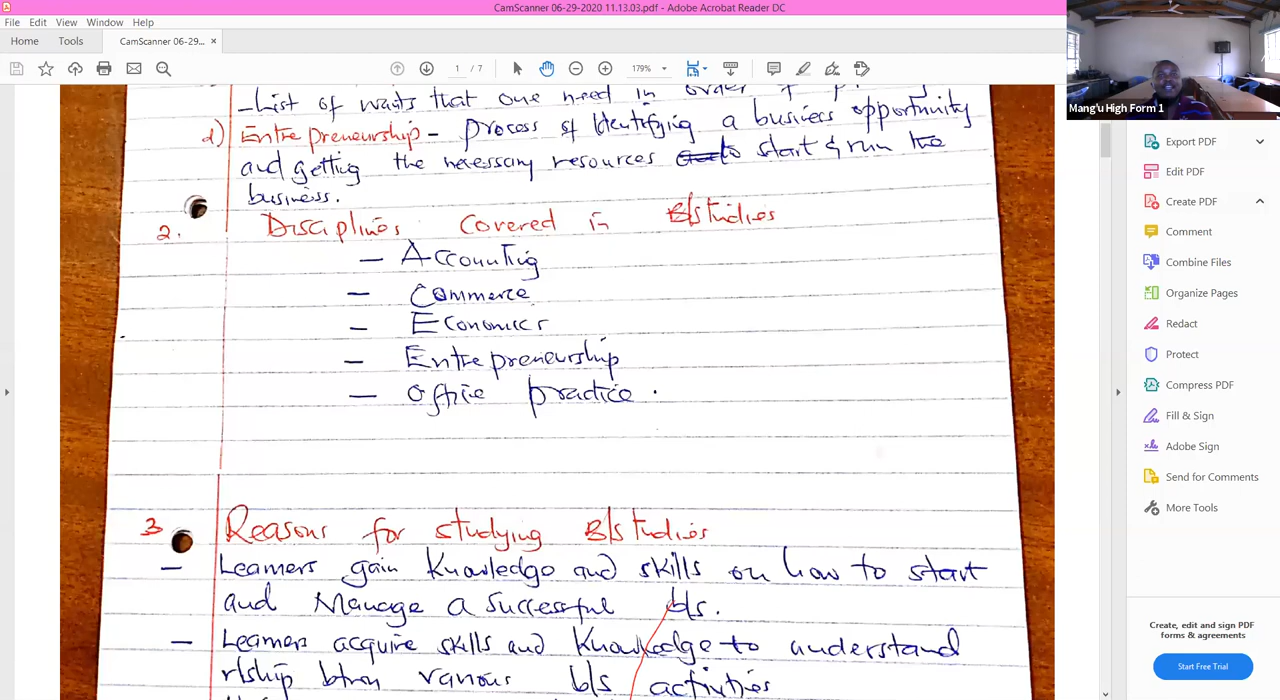 CamScanner 06-29-2020 11.13.03.pdf - Adobe Acrobat Reader DC
File Edit View Window Help
Home Tools CamScanner 06-29... ×
1 / 7 179%
Mang'u High Form 1
-List of wants that one need in order of
d) Entrepreneurship - process of Identifying a business opportunity
and getting the necessary resources to start & run the
business.
2. Disciplines Covered in B/Studies
- Accounting
- Commerce
- Economics
- Entrepreneurship
- Office practice.
3 Reasons for studying B/Studies
- Learners gain knowledge and skills on how to start
and Manage a successful b/s.
- Learners acquire skills and knowledge to understand
r/ship btwn various b/s activities
Export PDF
Edit PDF
Create PDF
Comment
Combine Files
Organize Pages
Redact
Protect
Compress PDF
Fill & Sign
Adobe Sign
Send for Comments
More Tools
Create, edit and sign PDF
forms & agreements
Start Free Trial